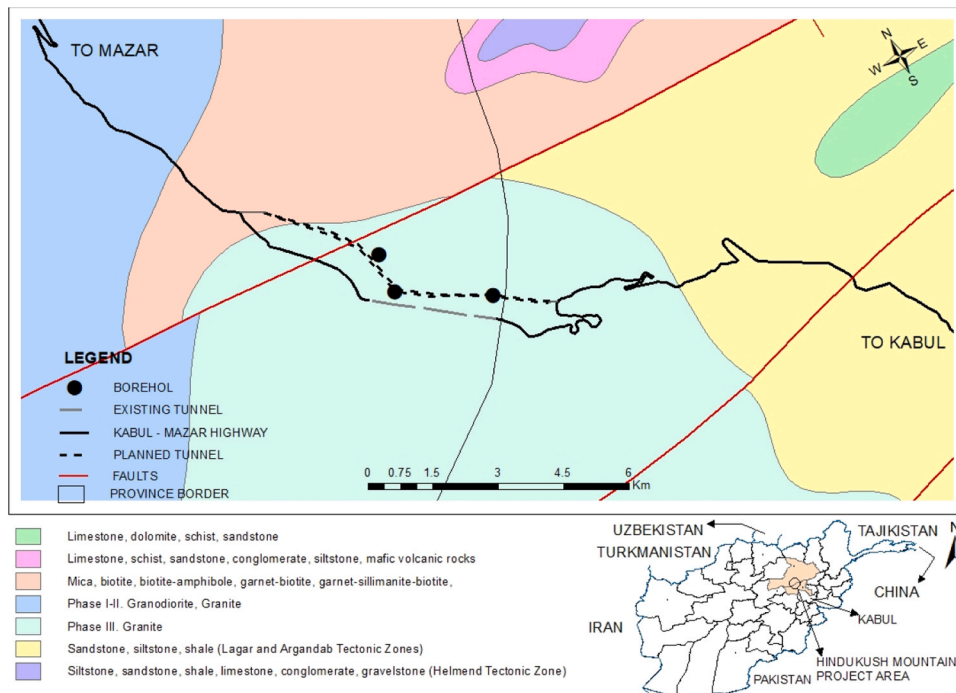 TO MAZAR
N
E
W
S
TO KABUL
LEGEND
BOREHOL
EXISTING TUNNEL
KABUL - MAZAR HIGHWAY
PLANNED TUNNEL
FAULTS
PROVINCE BORDER
0 0.75 1.5 3 4.5 6
Km
Limestone, dolomite, schist, sandstone
Limestone, schist, sandstone, conglomerate, siltstone, mafic volcanic rocks
Mica, biotite, biotite-amphibole, garnet-biotite, garnet-sillimanite-biotite,
Phase I-II. Granodiorite, Granite
Phase III. Granite
Sandstone, siltstone, shale (Lagar and Argandab Tectonic Zones)
Siltstone, sandstone, shale, limestone, conglomerate, gravelstone (Helmend Tectonic Zone)
UZBEKISTAN
TAJIKISTAN
N
TURKMANISTAN
CHINA
KABUL
IRAN
HINDUKUSH MOUNTAIN
PAKISTAN
PROJECT AREA